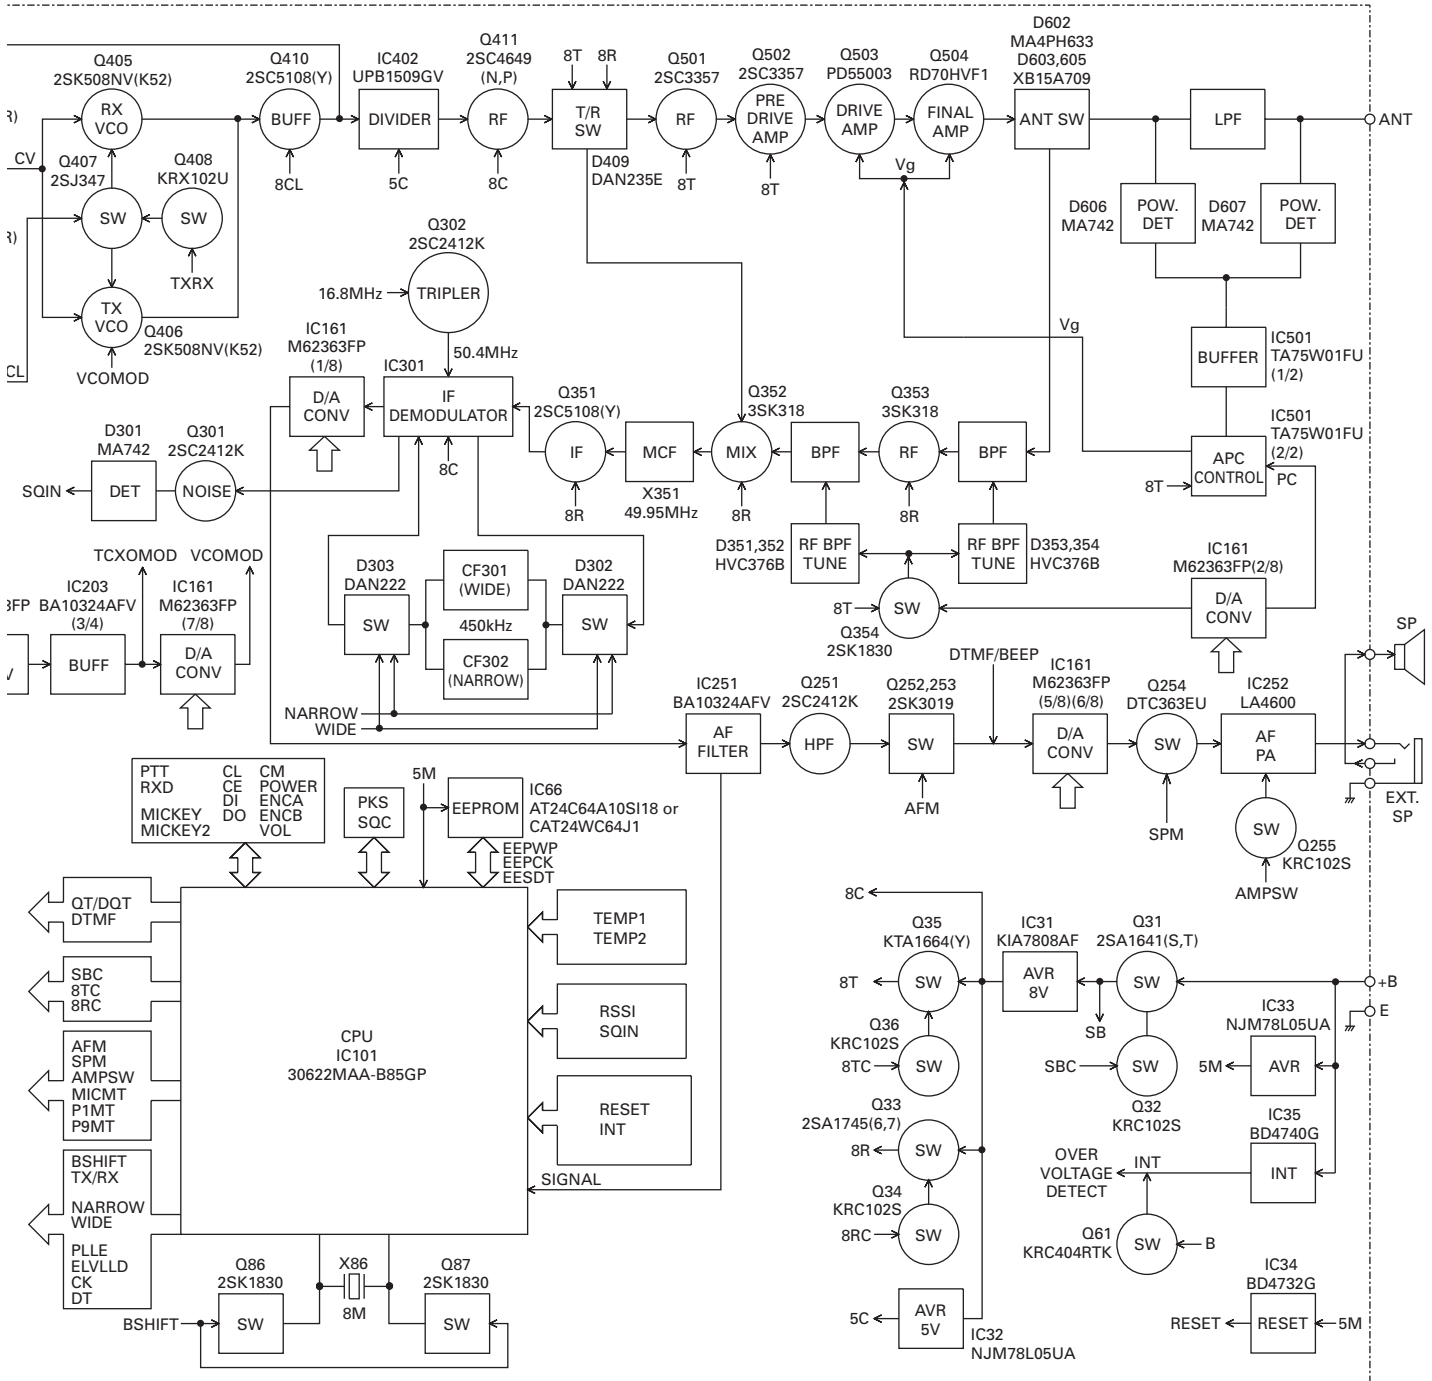 D602
MA4PH633
D603,605
XB15A709
Q405
2SK508NV(K52)
Q410
2SC5108(Y)
IC402
UPB1509GV
Q411
2SC4649
(N,P)
8T
8R
Q501
2SC3357
Q502
2SC3357
Q503
PD55003
Q504
RD70HVF1
R)
RX
VCO
BUFF
DIVIDER
RF
T/R
SW
RF
PRE
DRIVE
AMP
DRIVE
AMP
FINAL
AMP
ANT SW
LPF
ANT
CV
Q407
2SJ347
Q408
KRX102U
8CL
5C
8C
D409
DAN235E
8T
8T
Vg
SW
SW
R)
TXRX
D606
MA742
POW.
DET
D607
MA742
POW.
DET
Q302
2SC2412K
16.8MHz
TRIPLER
TX
VCO
Q406
2SK508NV(K52)
VCOMOD
CL
IC161
M62363FP
(1/8)
50.4MHz
IC301
Vg
BUFFER
IC501
TA75W01FU
(1/2)
D/A
CONV
IF
DEMODULATOR
Q351
2SC5108(Y)
Q352
3SK318
Q353
3SK318
IC501
TA75W01FU
(2/2)
D301
MA742
Q301
2SC2412K
8C
IF
MCF
MIX
BPF
RF
BPF
APC
CONTROL
PC
8T
SQIN
DET
NOISE
8R
X351
49.95MHz
8R
8R
TCXOMOD
VCOMOD
D351,352
HVC376B
RF BPF
TUNE
RF BPF
TUNE
D353,354
HVC376B
IC161
M62363FP(2/8)
D303
DAN222
CF301
(WIDE)
D302
DAN222
3FP
IC203
BA10324AFV
(3/4)
IC161
M62363FP
(7/8)
SW
450kHz
SW
8T
SW
Q354
2SK1830
D/A
CONV
SP
V
BUFF
D/A
CONV
CF302
(NARROW)
DTMF/BEEP
NARROW
WIDE
IC251
BA10324AFV
Q251
2SC2412K
Q252,253
2SK3019
IC161
M62363FP
(5/8)(6/8)
Q254
DTC363EU
IC252
LA4600
AF
FILTER
HPF
SW
D/A
CONV
SW
AF
PA
AFM
SPM
EXT.
SP
SW
Q255
KRC102S
AMPSW
PTT CL CM
RXD CE POWER
DI ENCA
MICKEY DO ENCB
MICKEY2 VOL
PKS
SQC
5M
EEPROM
IC66
AT24C64A10SI18 or
CAT24WC64J1
EEPWP
EEPCK
EESDT
QT/DQT
DTMF
SBC
8TC
8RC
AFM
SPM
AMPSW
MICMT
P1MT
P9MT
BSHIFT
TX/RX
NARROW
WIDE
PLLE
ELVLLD
CK
DT
CPU
IC101
30622MAA-B85GP
TEMP1
TEMP2
RSSI
SQIN
RESET
INT
SIGNAL
8C
Q35
KTA1664(Y)
IC31
KIA7808AF
Q31
2SA1641(S,T)
8T
SW
AVR
8V
SW
+B
E
SB
IC33
NJM78L05UA
Q36
KRC102S
8TC
SW
SBC
SW
5M
AVR
Q32
KRC102S
Q33
2SA1745(6,7)
IC35
BD4740G
8R
SW
OVER
VOLTAGE
DETECT
INT
INT
Q34
KRC102S
8RC
SW
Q61
KRC404RTK
SW
B
IC34
BD4732G
5C
AVR
5V
IC32
NJM78L05UA
RESET
RESET
5M
Q86
2SK1830
X86
8M
Q87
2SK1830
BSHIFT
SW
SW